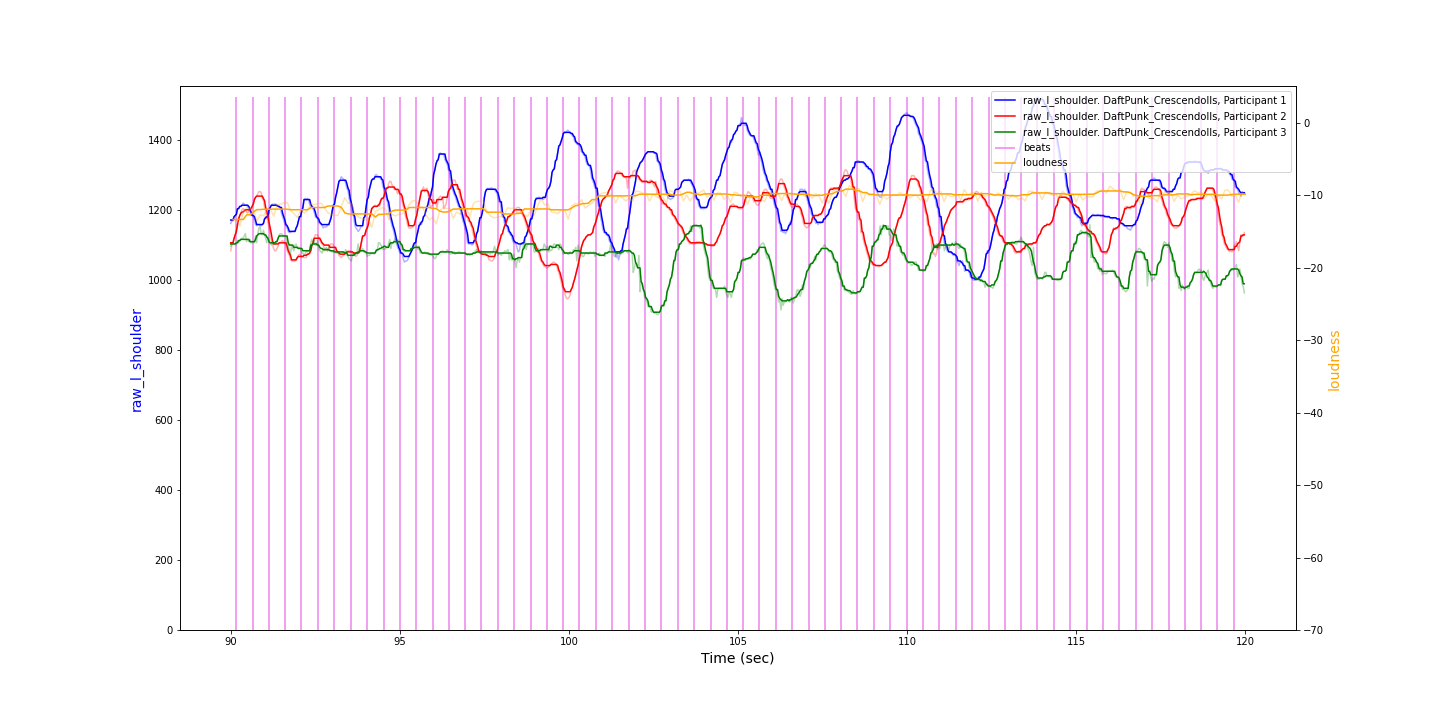 raw_l_shoulder. DaftPunk_Crescendolls, Participant 1
raw_l_shoulder. DaftPunk_Crescendolls, Participant 2
raw_l_shoulder. DaftPunk_Crescendolls, Participant 3
beats
loudness
raw_l_shoulder
1400
1200
1000
800
600
400
200
0
0
−10
−20
−30
−40
−50
−60
−70
loudness
90
95
100
105
110
115
120
Time (sec)